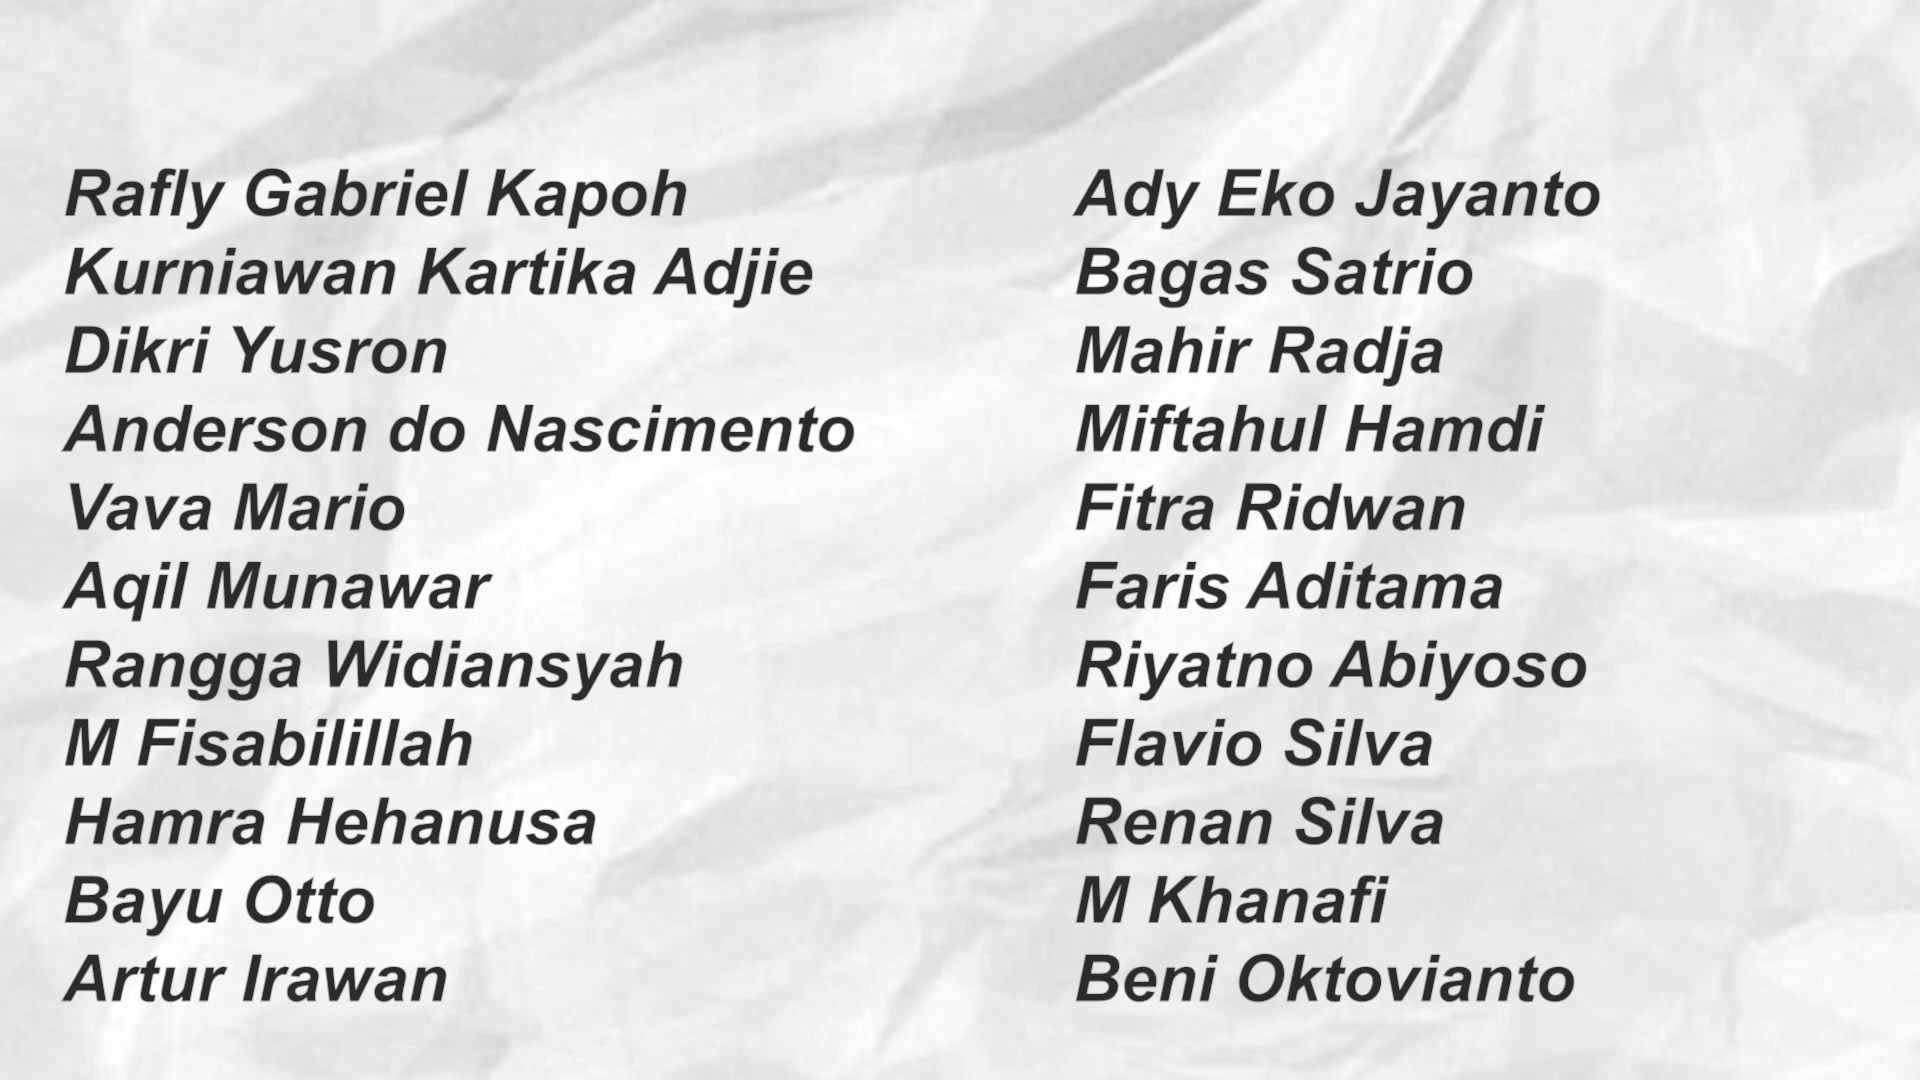 Rafly Gabriel Kapoh
Kurniawan Kartika Adjie
Dikri Yusron
Anderson do Nascimento
Vava Mario
Aqil Munawar
Rangga Widiansyah
M Fisabilillah
Hamra Hehanusa
Bayu Otto
Artur Irawan
Ady Eko Jayanto
Bagas Satrio
Mahir Radja
Miftahul Hamdi
Fitra Ridwan
Faris Aditama
Riyatno Abiyoso
Flavio Silva
Renan Silva
M Khanafi
Beni Oktovianto